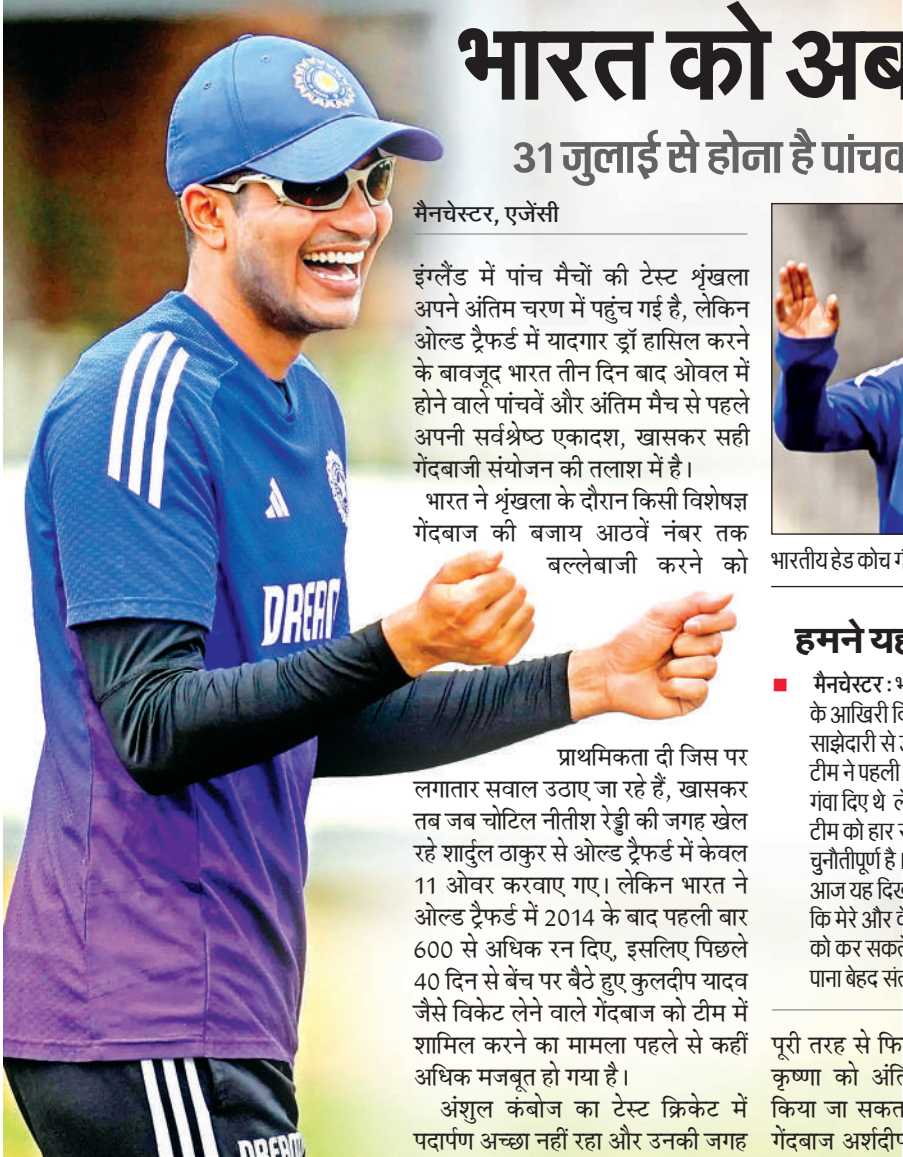 भारत को अब
31 जुलाई से होना है
मैनचेस्टर, एजेंसी
इंग्लैंड में पांच मैचों की टेस्ट शृंखला
अपने अंतिम चरण में पहुंच गई है, लेकिन
ओल्ड ट्रैफर्ड में यादगार ड्रॉ हासिल करने
के बावजूद भारत तीन दिन बाद ओवल में
होने वाले पांचवें और अंतिम मैच से पहले
अपनी सर्वश्रेष्ठ एकादश, खासकर सही
गेंदबाजी संयोजन की तलाश में है।
भारत ने शृंखला के दौरान किसी विशेषज्ञ
गेंदबाज की बजाय आठवें नंबर तक
बल्लेबाजी करने को
प्राथमिकता दी जिस पर
लगातार सवाल उठाए जा रहे हैं, खासकर
तब जब चोटिल नीतीश रेड्डी की जगह खेल
रहे शार्दुल ठाकुर से ओल्ड ट्रैफर्ड में केवल
11 ओवर करवाए गए। लेकिन भारत ने
ओल्ड ट्रैफर्ड में 2014 के बाद पहली बार
600 से अधिक रन दिए, इसलिए पिछले
40 दिन से बेंच पर बैठे हुए कुलदीप यादव
जैसे विकेट लेने वाले गेंदबाज को टीम में
शामिल करने का मामला पहले से कहीं
अधिक मजबूत हो गया है।
अंशुल कंबोज का टेस्ट क्रिकेट में
पदार्पण अच्छा नहीं रहा और उनकी जगह
भारतीय हेड कोच
हमने
मैनचेस्टर :
के आखिरी
साझेदारी से
टीम ने पहली
गंवा दिए थे
टीम को हार
चुनौतीपूर्ण है।
आज यह
कि मेरे और
को कर
पाना बेहद
पूरी तरह से
कृष्णा को
किया जा
गेंदबाज
DREAM
DREAM